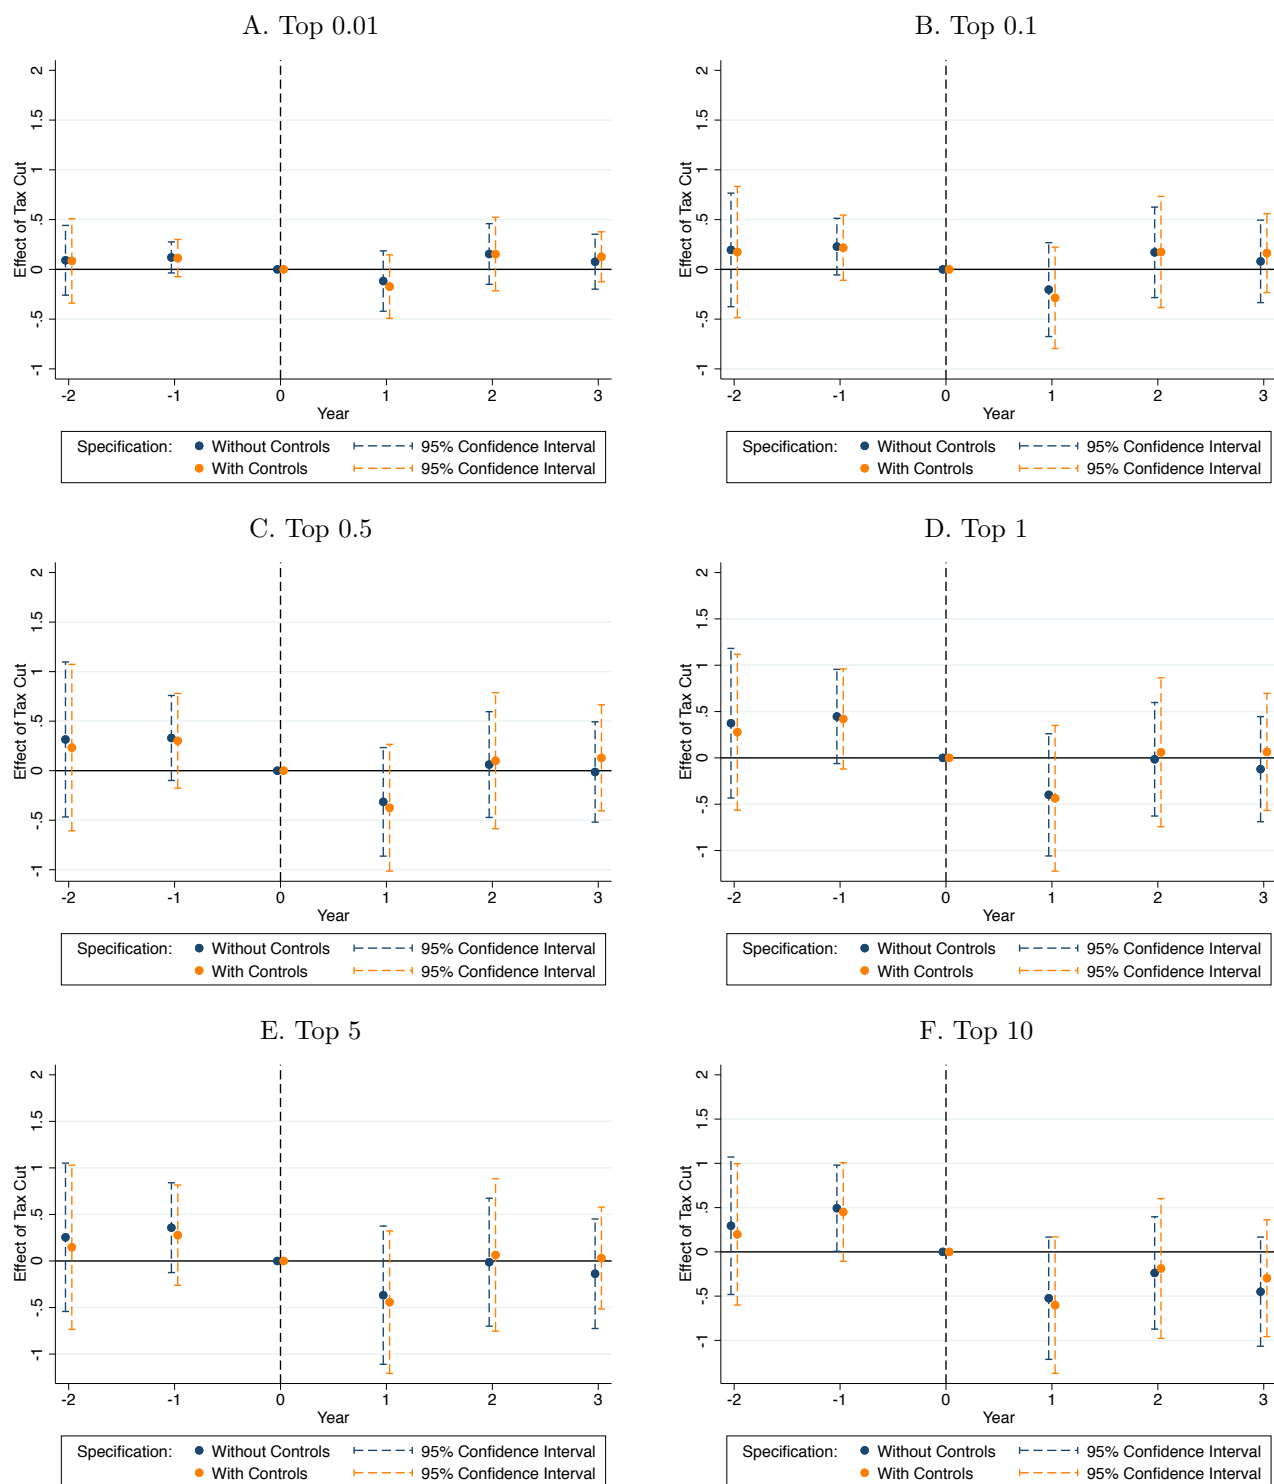 A. Top 0.01
Effect of Tax Cut
2
1.5
1
.5
0
-.5
-1
-2 -1 0 1 2 3
Year
Specification: Without Controls 95% Confidence Interval
With Controls 95% Confidence Interval
B. Top 0.1
Effect of Tax Cut
2
1.5
1
.5
0
-.5
-1
-2 -1 0 1 2 3
Year
Specification: Without Controls 95% Confidence Interval
With Controls 95% Confidence Interval
C. Top 0.5
Effect of Tax Cut
2
1.5
1
.5
0
-.5
-1
-2 -1 0 1 2 3
Year
Specification: Without Controls 95% Confidence Interval
With Controls 95% Confidence Interval
D. Top 1
Effect of Tax Cut
2
1.5
1
.5
0
-.5
-1
-2 -1 0 1 2 3
Year
Specification: Without Controls 95% Confidence Interval
With Controls 95% Confidence Interval
E. Top 5
Effect of Tax Cut
2
1.5
1
.5
0
-.5
-1
-2 -1 0 1 2 3
Year
Specification: Without Controls 95% Confidence Interval
With Controls 95% Confidence Interval
F. Top 10
Effect of Tax Cut
2
1.5
1
.5
0
-.5
-1
-2 -1 0 1 2 3
Year
Specification: Without Controls 95% Confidence Interval
With Controls 95% Confidence Interval